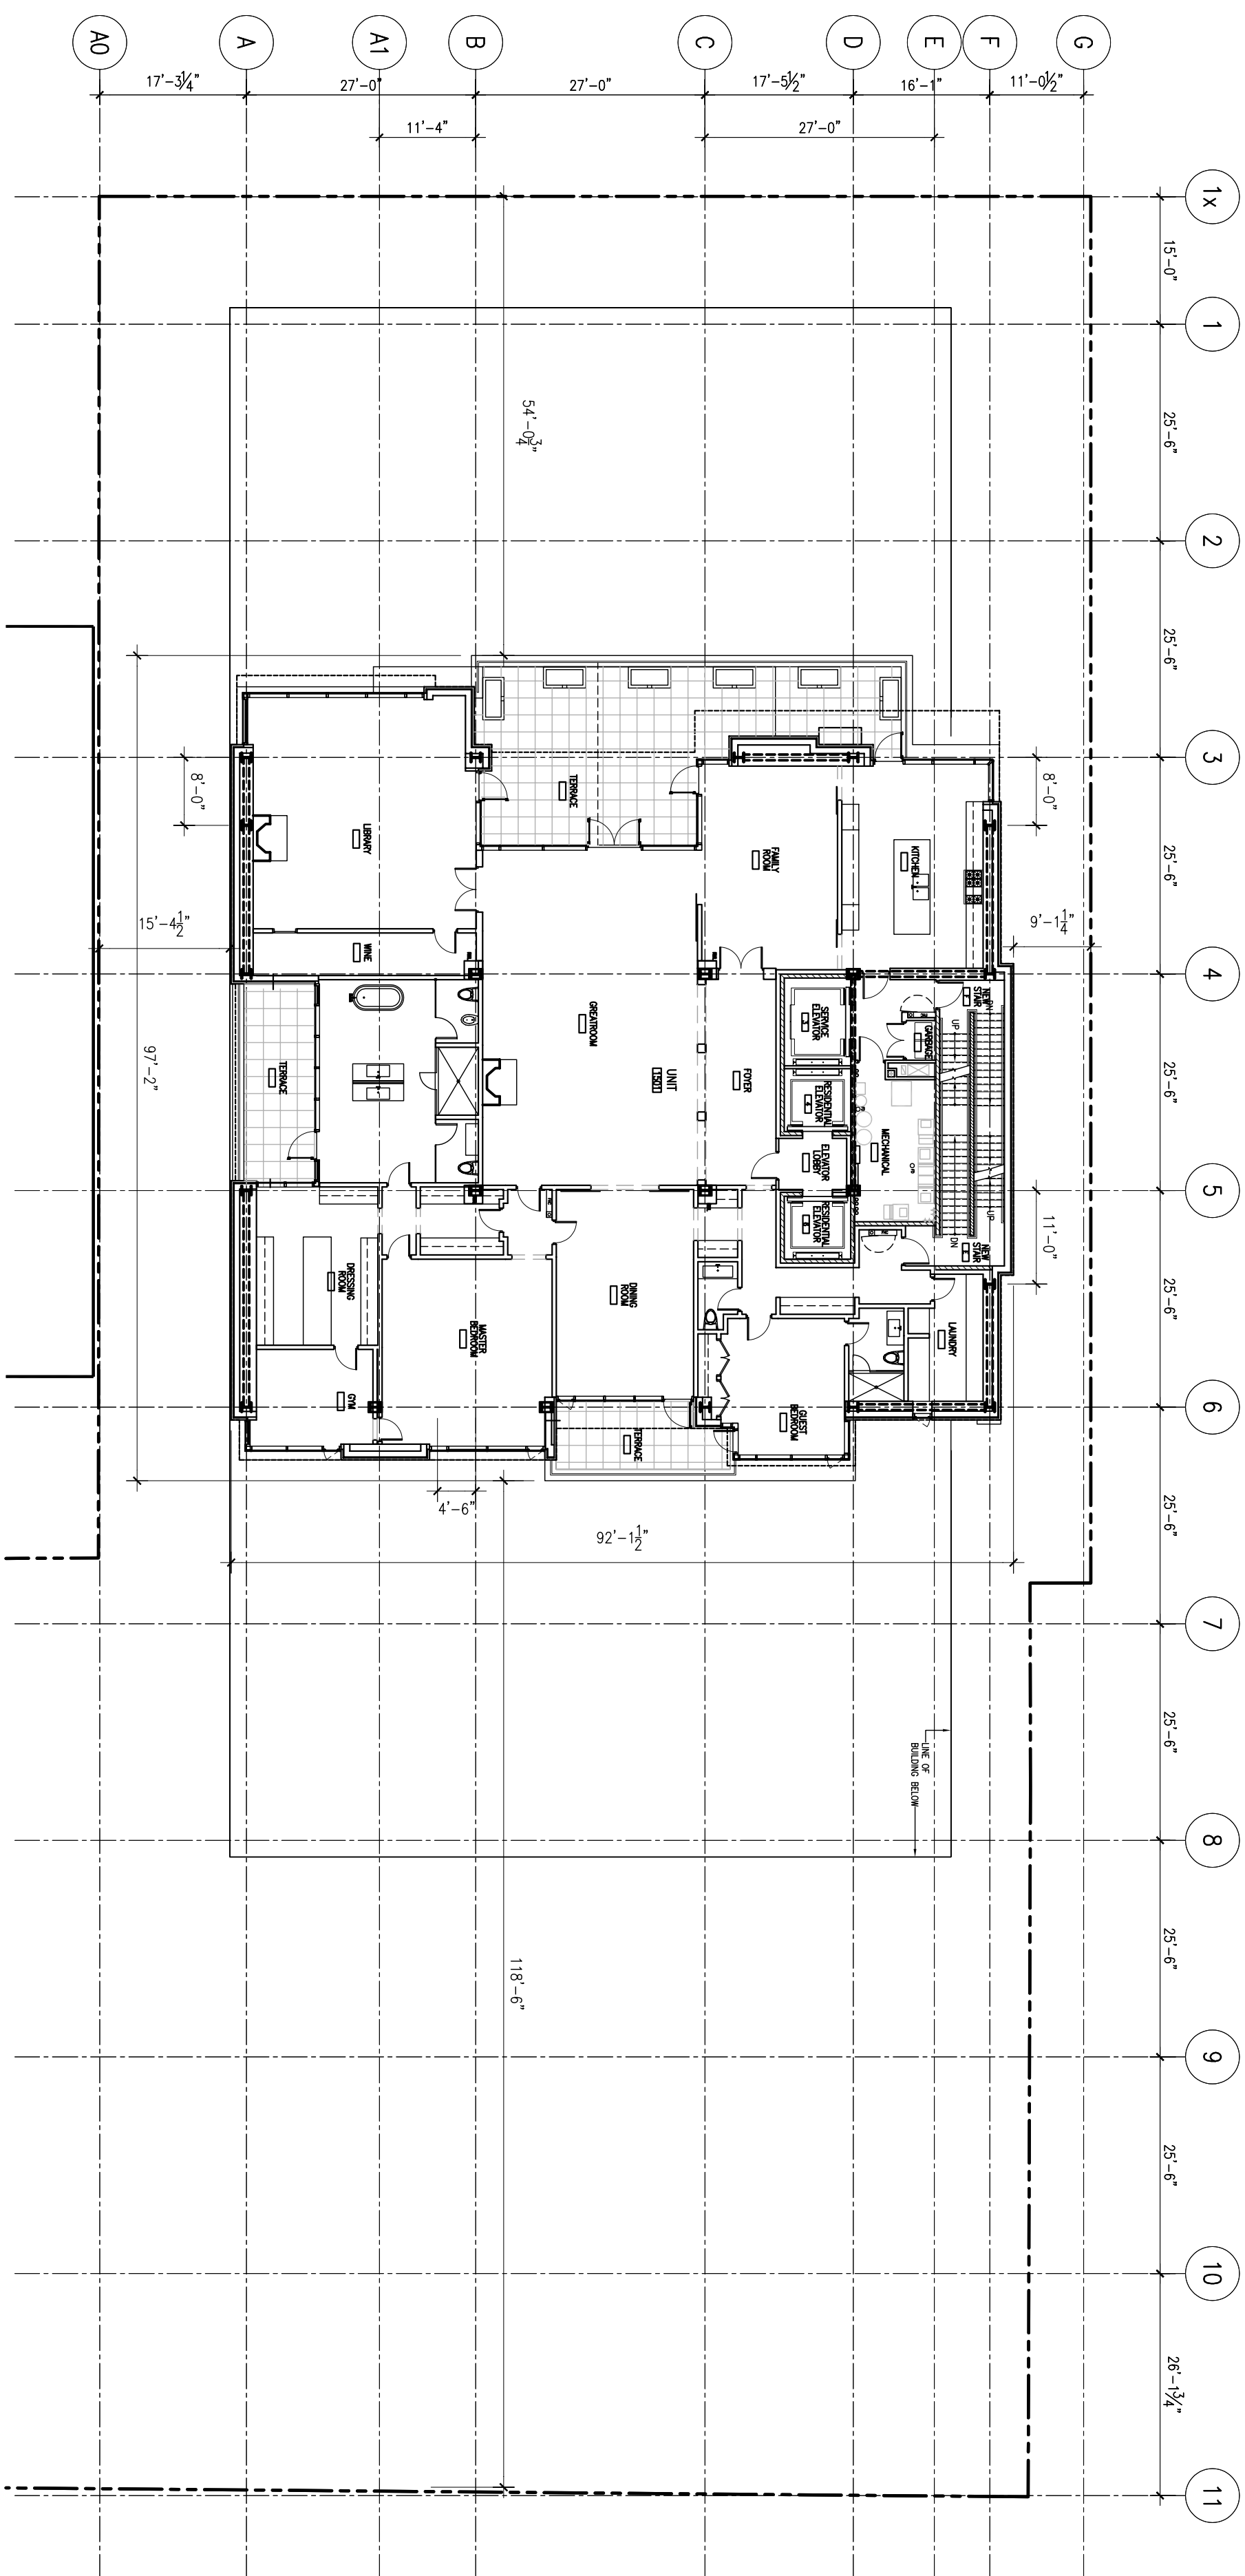 A0
A
A1
B
C
D
E
F
G
17'-3¼"
27'-0"
27'-0"
17'-5½"
16'-1"
11'-0½"
11'-4"
27'-0"
1x
1
2
3
4
5
6
7
8
9
10
11
15'-0"
25'-6"
25'-6"
25'-6"
25'-6"
25'-6"
25'-6"
25'-6"
25'-6"
25'-6"
26'-1¾"
54'-0¾"
8'-0"
8'-0"
15'-4½"
9'-1¼"
97'-2"
11'-0"
4'-6"
92'-1½"
118'-6"
TERRACE
LIBRARY
FAMILY
ROOM
KITCHEN
WINE
GREATROOM
UNIT
1501
FOYER
SERVICE
ELEVATOR
RESIDENTIAL
ELEVATOR
ELEVATOR
LOBBY
RESIDENTIAL
ELEVATOR
MECHANICAL
GARBAGE
NEW
STAIR
DN
UP
UP
DN
NEW
STAIR
TERRACE
DRESSING
ROOM
MASTER
BEDROOM
DINING
ROOM
GYM
GUEST
BEDROOM
LAUNDRY
TERRACE
LINE OF
BUILDING BELOW